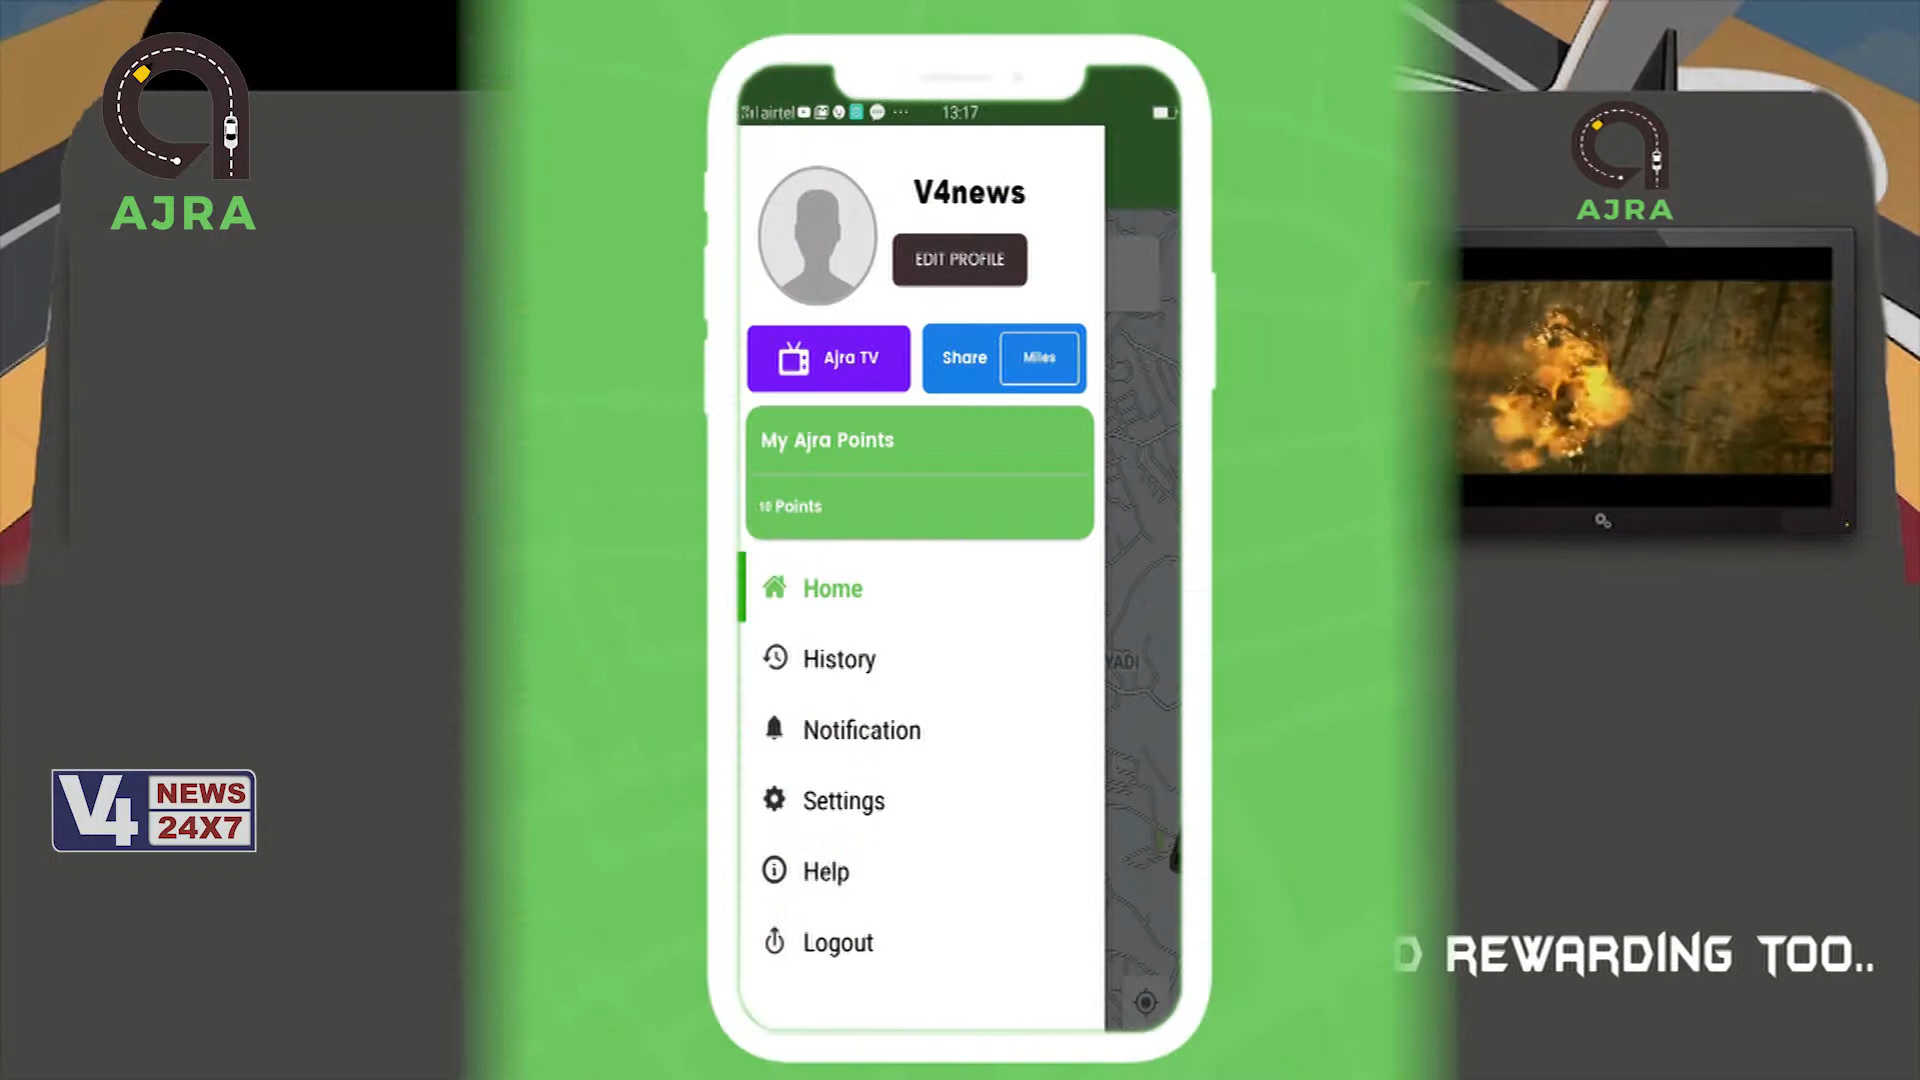 AJRA
airtel
13:17
V4news
EDIT PROFILE
Ajra TV
Share
Miles
My Ajra Points
10 Points
Home
History
Notification
Settings
Help
Logout
YADI
AJRA
V4 NEWS
24X7
D REWARDING TOO..